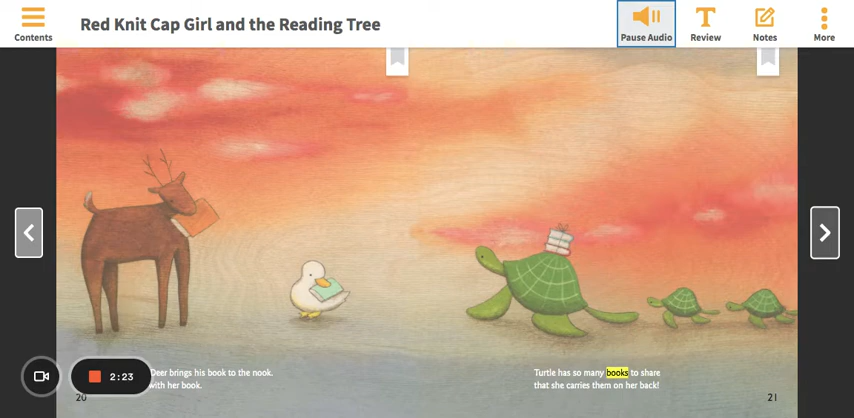 Contents
Red Knit Cap Girl and the Reading Tree
Pause Audio
Review
Notes
More
Deer brings his book to the nook.
with her book.
Turtle has so many books to share
that she carries them on her back!
2:23
20
21